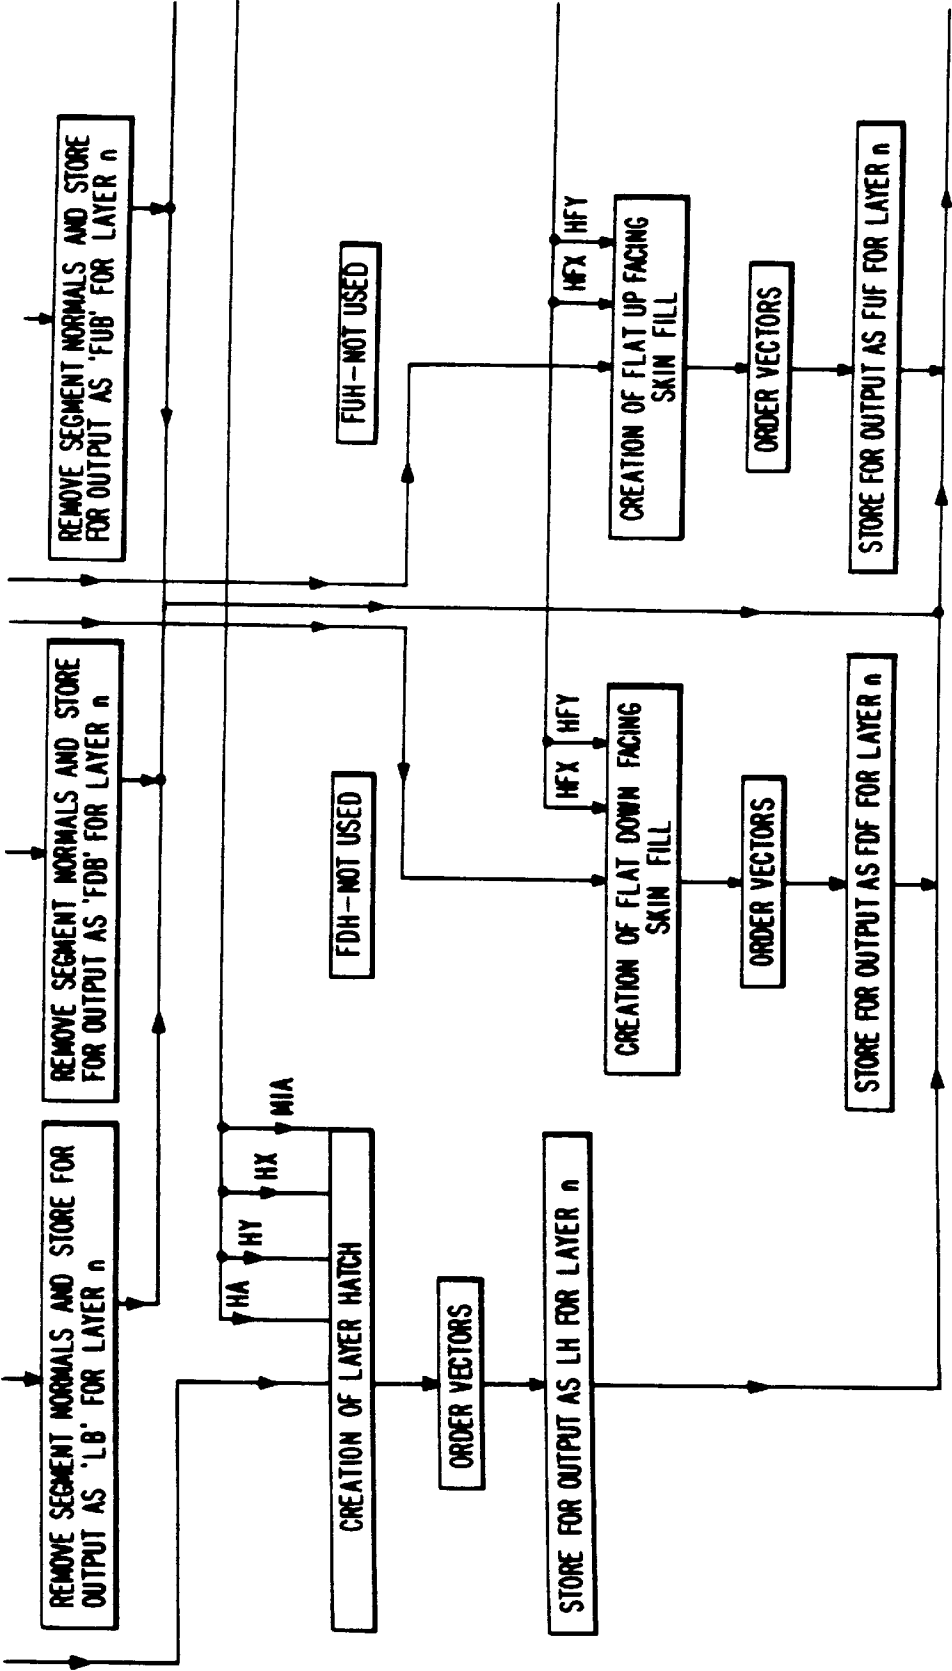 REMOVE SEGMENT NORMALS AND STORE FOR
OUTPUT AS 'LB' FOR LAYER n
REMOVE SEGMENT NORMALS AND STORE
FOR OUTPUT AS 'FDB' FOR LAYER n
REMOVE SEGMENT NORMALS AND STORE
FOR OUTPUT AS 'FUB' FOR LAYER n
HA
HY
HX
MIA
CREATION OF LAYER HATCH
FDH-NOT USED
FUH-NOT USED
ORDER VECTORS
STORE FOR OUTPUT AS LH FOR LAYER n
HFX
HFY
HFX
HFY
CREATION OF FLAT DOWN FACING
SKIN FILL
CREATION OF FLAT UP FACING
SKIN FILL
ORDER VECTORS
ORDER VECTORS
STORE FOR OUTPUT AS FDF FOR LAYER n
STORE FOR OUTPUT AS FUF FOR LAYER n